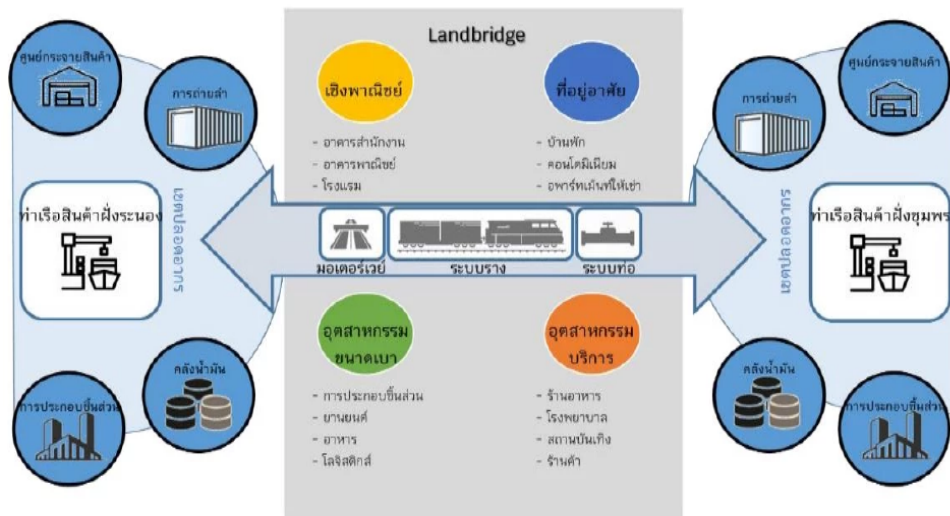 Landbridge
ศูนย์กระจายสินค้า
การถ่ายลำ
ท่าเรือสินค้าฝั่งระนอง
เขตปลอดอากร
คลังน้ำมัน
การประกอบชิ้นส่วน
เชิงพาณิชย์
- อาคารสำนักงาน
- อาคารพาณิชย์
- โรงแรม
ที่อยู่อาศัย
- บ้านพัก
- คอนโดมิเนียม
- อพาร์ทเม้นท์ให้เช่า
มอเตอร์เวย์
ระบบราง
ระบบท่อ
อุตสาหกรรม
ขนาดเบา
- การประกอบชิ้นส่วน
- ยานยนต์
- อาหาร
- โลจิสติกส์
อุตสาหกรรม
บริการ
- ร้านอาหาร
- โรงพยาบาล
- สถานบันเทิง
- ร้านค้า
ศูนย์กระจายสินค้า
การถ่ายลำ
ท่าเรือสินค้าฝั่งชุมพร
เขตปลอดอากร
คลังน้ำมัน
การประกอบชิ้นส่วน